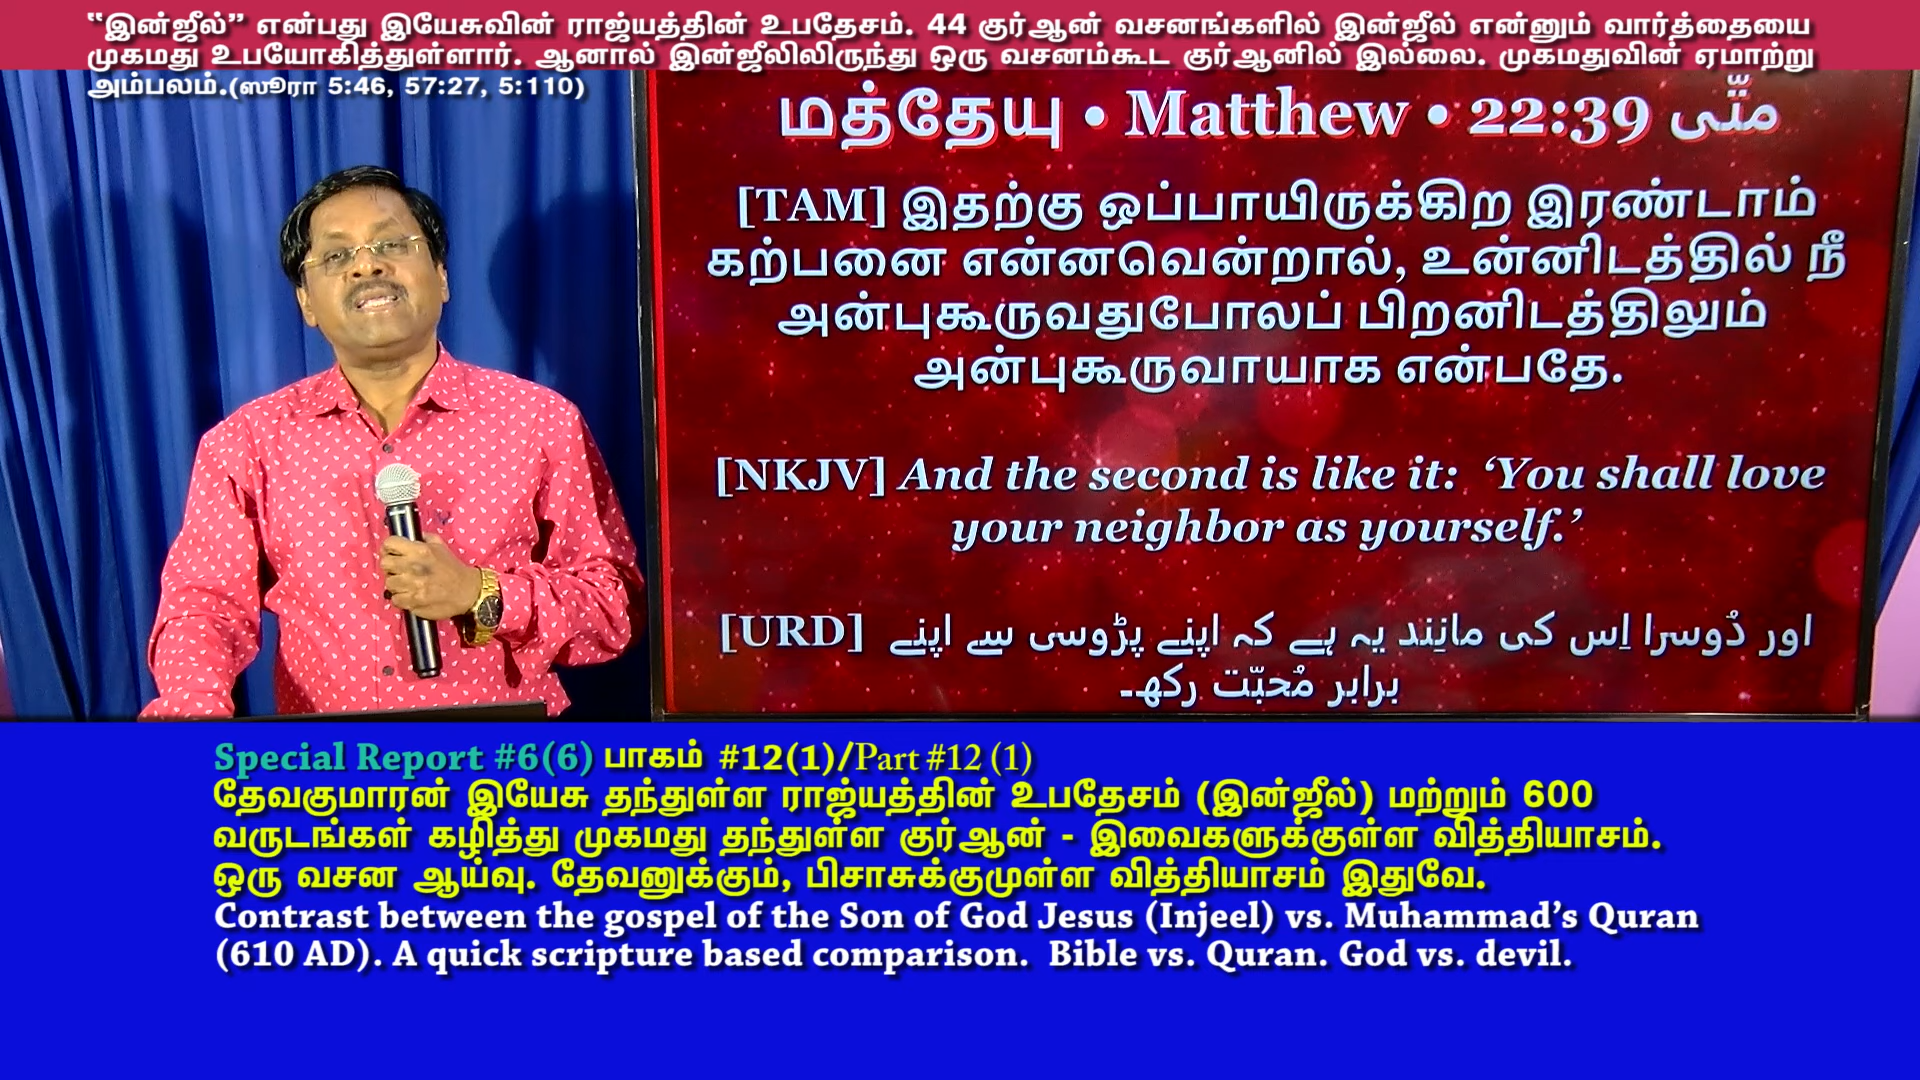 “இன்ஜீல்” என்பது இயேசுவின் ராஜ்யத்தின் உபதேசம். 44 குர்ஆன் வசனங்களில் இன்ஜீல் என்னும் வார்த்தையை
முகமது உபயோகித்துள்ளார். ஆனால் இன்ஜீலிலிருந்து ஒரு வசனம்கூட குர்ஆனில் இல்லை. முகமதுவின் ஏமாற்று
அம்பலம்.(ஸூரா 5:46, 57:27, 5:110)
மத்தேயு • Matthew • 22:39 متّی
[TAM] இதற்கு ஒப்பாயிருக்கிற இரண்டாம்
கற்பனை என்னவென்றால், உன்னிடத்தில் நீ
அன்புகூருவதுபோலப் பிறனிடத்திலும்
அன்புகூருவாயாக என்பதே.
[NKJV] And the second is like it: ‘You shall love
your neighbor as yourself.’
[URD] اور دُوسرا اِس کی مانِند یہ ہے کہ اپنے پڑوسی سے اپنے
برابر مُحبّت رکھ۔
Special Report #6(6) பாகம் #12(1)/Part #12 (1)
தேவகுமாரன் இயேசு தந்துள்ள ராஜ்யத்தின் உபதேசம் (இன்ஜீல்) மற்றும் 600
வருடங்கள் கழித்து முகமது தந்துள்ள குர்ஆன் - இவைகளுக்குள்ள வித்தியாசம்.
ஒரு வசன ஆய்வு. தேவனுக்கும், பிசாசுக்குமுள்ள வித்தியாசம் இதுவே.
Contrast between the gospel of the Son of God Jesus (Injeel) vs. Muhammad’s Quran
(610 AD). A quick scripture based comparison. Bible vs. Quran. God vs. devil.